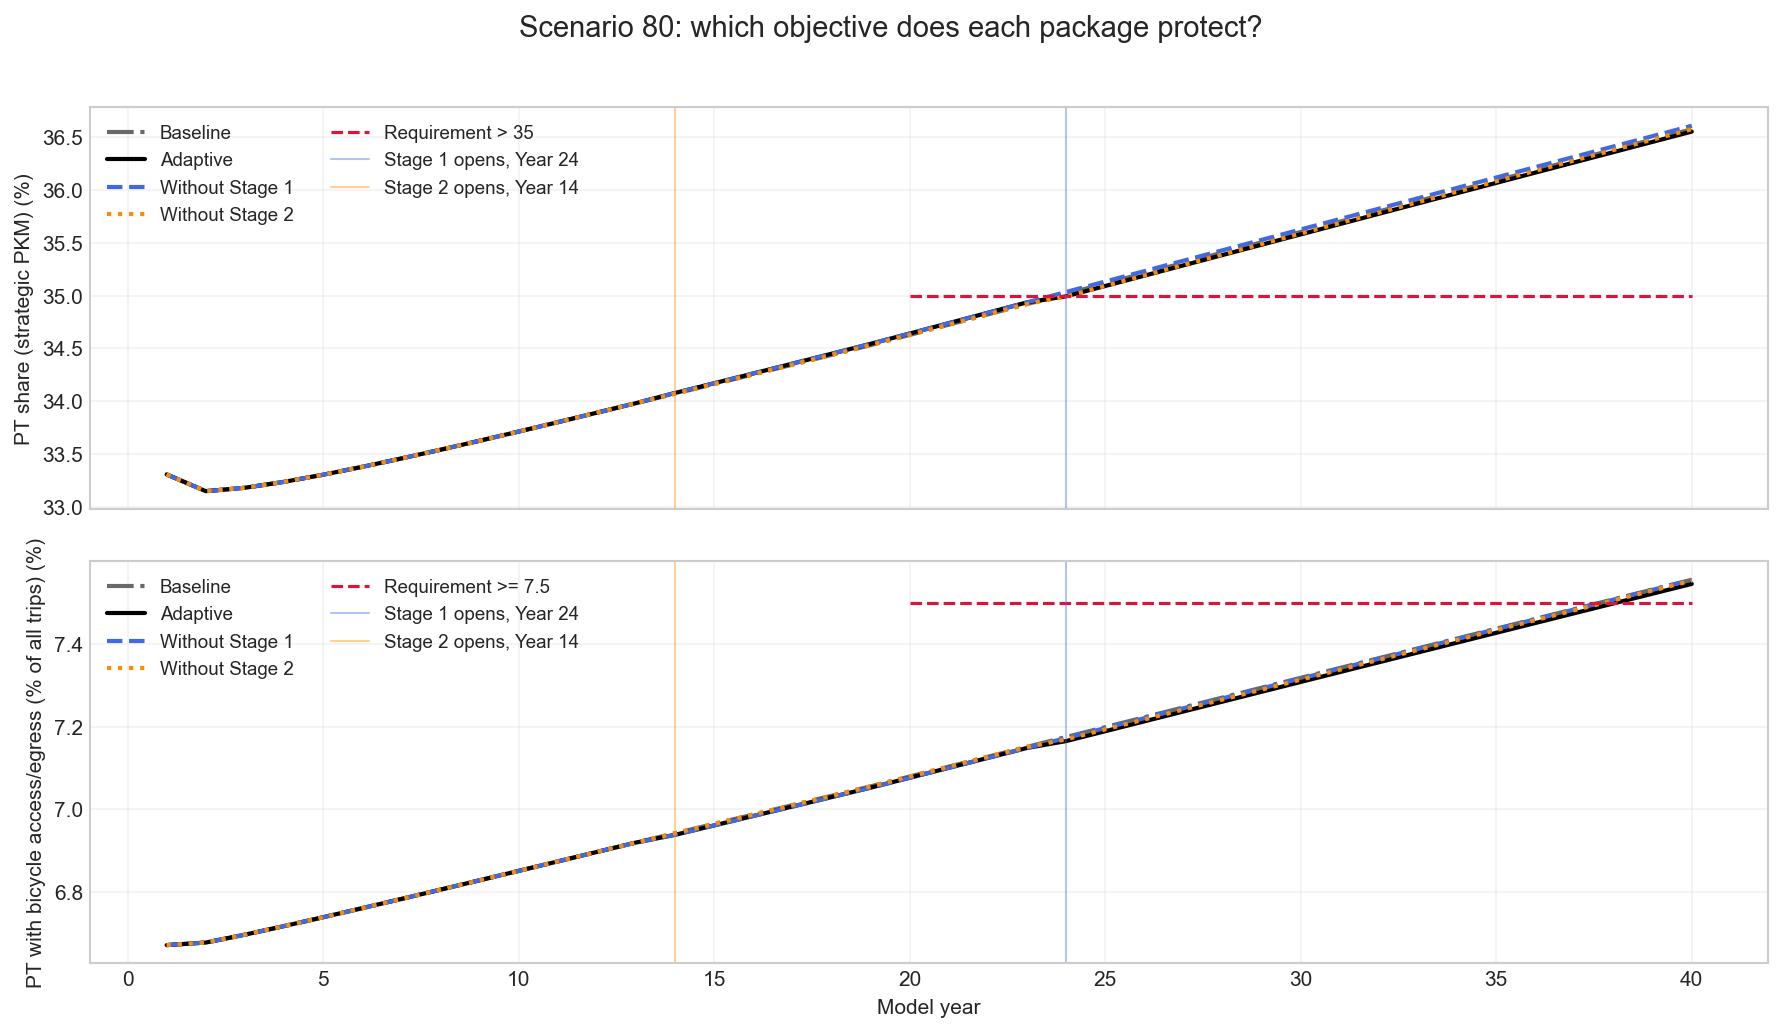 Scenario 80: which objective does each package protect?
PT share (strategic PKM) (%)
36.5
36.0
35.5
35.0
34.5
34.0
33.5
33.0
Baseline
Adaptive
Without Stage 1
Without Stage 2
Requirement > 35
Stage 1 opens, Year 24
Stage 2 opens, Year 14
PT with bicycle access/egress (% of all trips) (%)
7.4
7.2
7.0
6.8
Baseline
Adaptive
Without Stage 1
Without Stage 2
Requirement >= 7.5
Stage 1 opens, Year 24
Stage 2 opens, Year 14
0 5 10 15 20 25 30 35 40
Model year